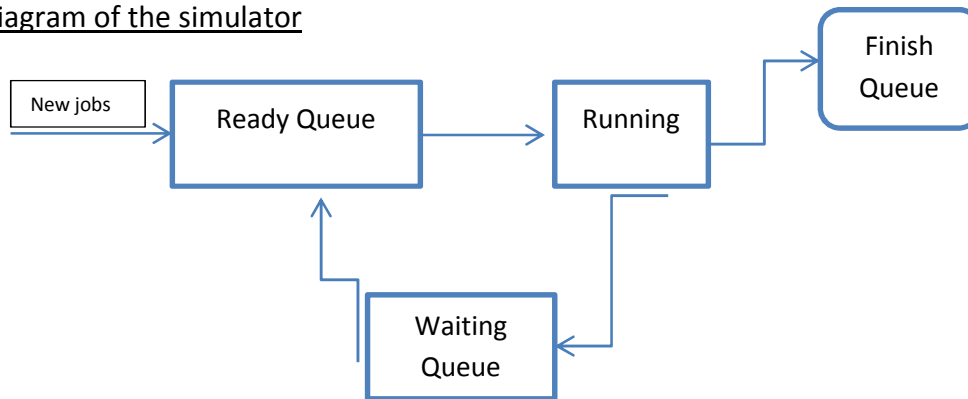 iagram of the simulator
New jobs
Ready Queue
Running
Finish
Queue
Waiting
Queue